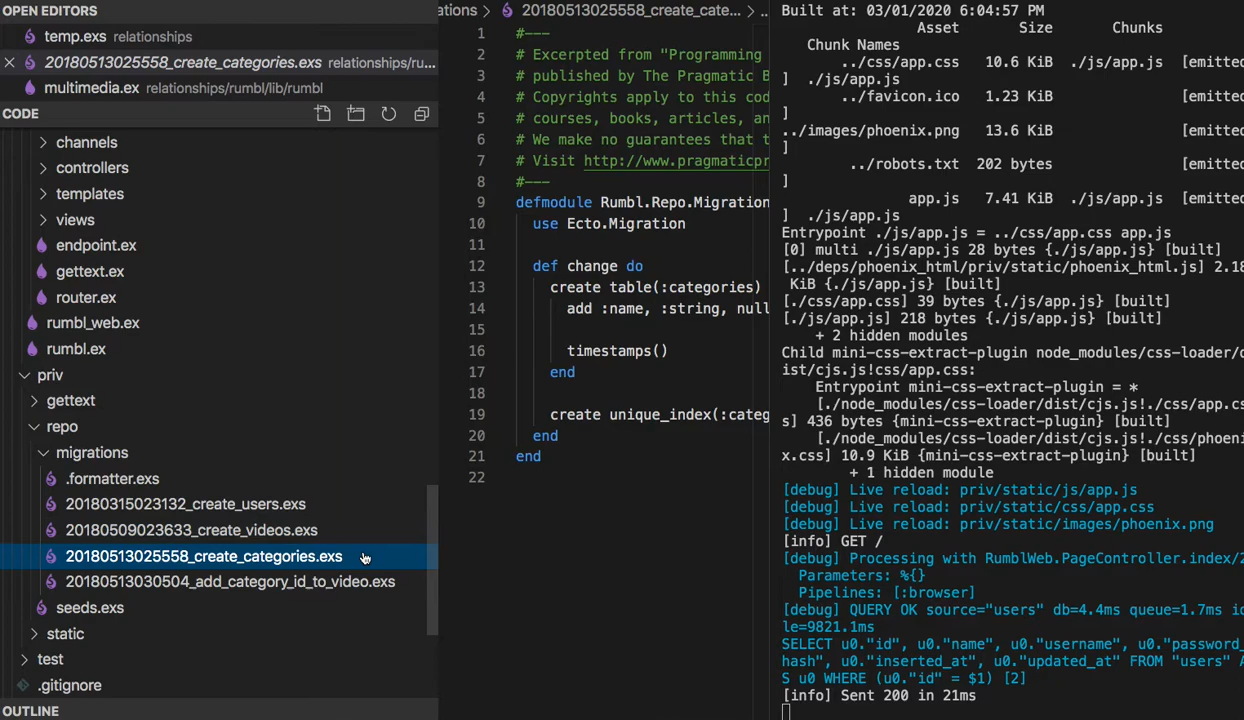 OPEN EDITORS
temp.exs relationships
20180513025558_create_categories.exs relationships/ru...
multimedia.ex relationships/rumbl/lib/rumbl
CODE
channels
controllers
templates
views
endpoint.ex
gettext.ex
router.ex
rumbl_web.ex
rumbl.ex
priv
gettext
repo
migrations
.formatter.exs
20180315023132_create_users.exs
20180509023633_create_videos.exs
20180513025558_create_categories.exs
20180513030504_add_category_id_to_video.exs
seeds.exs
static
test
.gitignore
OUTLINE
ations > 20180513025558_create_cate... > ..
1 #---
2 # Excerpted from "Programming
3 # published by The Pragmatic B
4 # Copyrights apply to this cod
5 # courses, books, articles, an
6 # We make no guarantees that t
7 # Visit http://www.pragmaticpr
8 #---
9 defmodule Rumbl.Repo.Migration
10 use Ecto.Migration
11
12 def change do
13 create table(:categories)
14 add :name, :string, null
15
16 timestamps()
17 end
18
19 create unique_index(:categ
20 end
21 end
22
Built at: 03/01/2020 6:04:57 PM
Asset Size Chunks
Chunk Names
../css/app.css 10.6 KiB ./js/app.js [emitted
] ./js/app.js
../favicon.ico 1.23 KiB [emitted
]
../images/phoenix.png 13.6 KiB [emitted
]
../robots.txt 202 bytes [emitted
]
app.js 7.41 KiB ./js/app.js [emitted
] ./js/app.js
Entrypoint ./js/app.js = ../css/app.css app.js
[0] multi ./js/app.js 28 bytes {./js/app.js} [built]
[../deps/phoenix_html/priv/static/phoenix_html.js] 2.18
KiB {./js/app.js} [built]
[./css/app.css] 39 bytes {./js/app.js} [built]
[./js/app.js] 218 bytes {./js/app.js} [built]
+ 2 hidden modules
Child mini-css-extract-plugin node_modules/css-loader/d
ist/cjs.js!css/app.css:
Entrypoint mini-css-extract-plugin = *
[./node_modules/css-loader/dist/cjs.js!./css/app.cs
s] 436 bytes {mini-css-extract-plugin} [built]
[./node_modules/css-loader/dist/cjs.js!./css/phoeni
x.css] 10.9 KiB {mini-css-extract-plugin} [built]
+ 1 hidden module
[debug] Live reload: priv/static/js/app.js
[debug] Live reload: priv/static/css/app.css
[debug] Live reload: priv/static/images/phoenix.png
[info] GET /
[debug] Processing with RumblWeb.PageController.index/2
Parameters: %{}
Pipelines: [:browser]
[debug] QUERY OK source="users" db=4.4ms queue=1.7ms id
le=9821.1ms
SELECT u0."id", u0."name", u0."username", u0."password_
hash", u0."inserted_at", u0."updated_at" FROM "users" A
S u0 WHERE (u0."id" = $1) [2]
[info] Sent 200 in 21ms